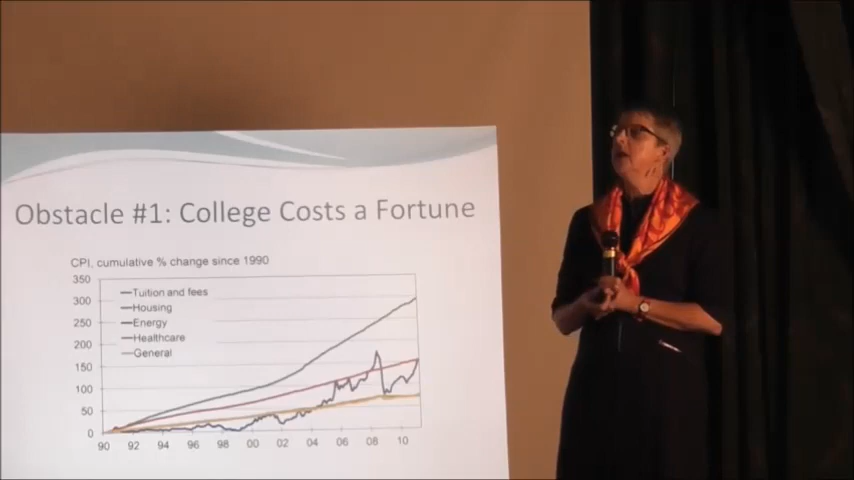 Obstacle #1: College Costs a Fortune
CPI, cumulative % change since 1990
350
300
250
200
150
100
50
0
Tuition and fees
Housing
Energy
Healthcare
General
90 92 94 96 98 00 02 04 06 08 10